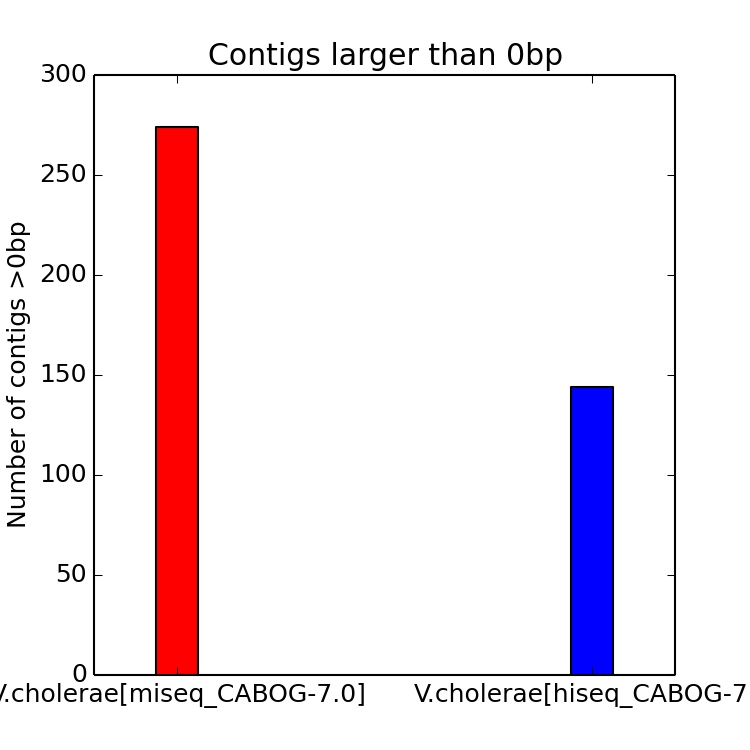 Contigs larger than 0bp
300
250
200
150
100
50
0
Number of contigs >0bp
V.cholerae[miseq_CABOG-7.0]
V.cholerae[hiseq_CABOG-7